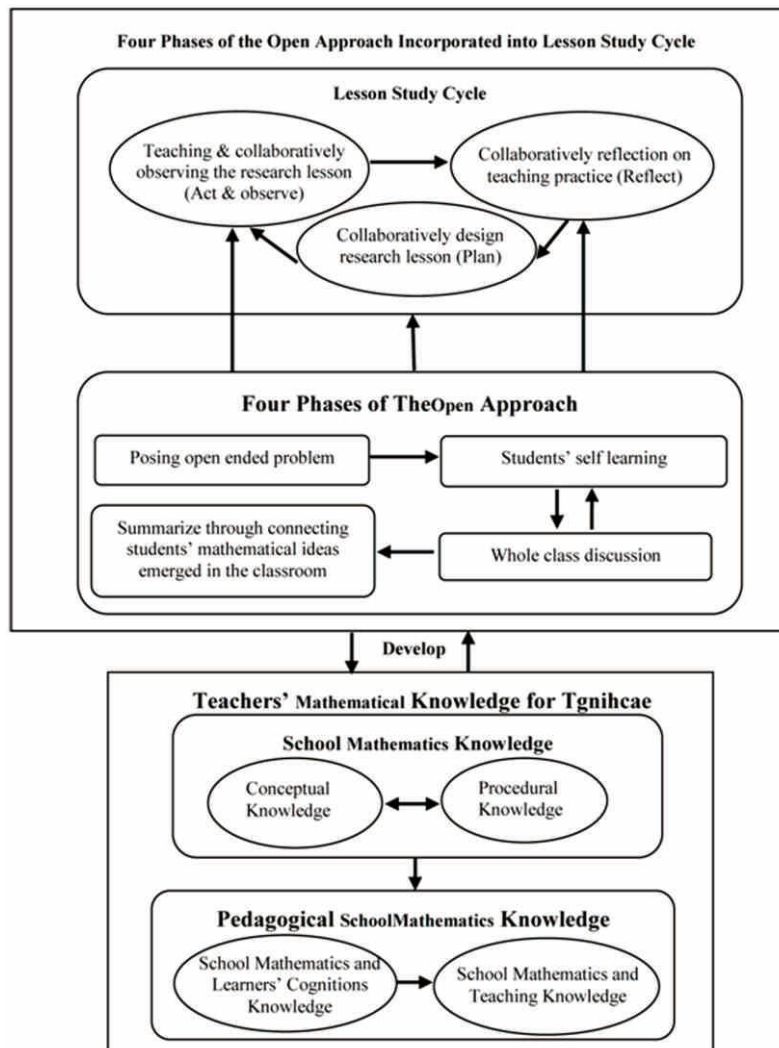 Four Phases of the Open Approach Incorporated into Lesson Study Cycle
Lesson Study Cycle
Teaching & collaboratively
observing the research lesson
(Act & observe)
Collaboratively reflection on
teaching practice (Reflect)
Collaboratively design
research lesson (Plan)
Four Phases of TheOpen Approach
Posing open ended problem
Students’ self learning
Summarize through connecting
students’ mathematical ideas
emerged in the classroom
Whole class discussion
Develop
Teachers’ Mathematical Knowledge for Tgnihcae
School Mathematics Knowledge
Conceptual
Knowledge
Procedural
Knowledge
Pedagogical SchoolMathematics Knowledge
School Mathematics and
Learners’ Cognitions
Knowledge
School Mathematics and
Teaching Knowledge